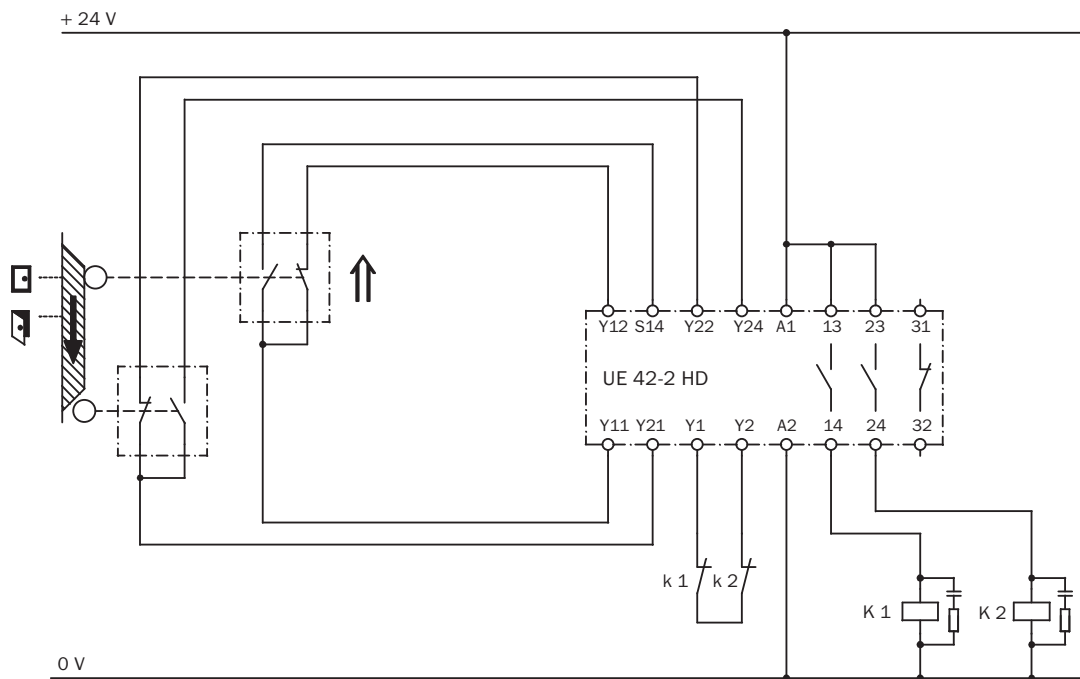 + 24 V
Y12 S14 Y22 Y24 A1 13 23 31
UE 42-2 HD
Y11 Y21 Y1 Y2 A2 14 24 32
k 1 k 2
K 1 K 2
0 V